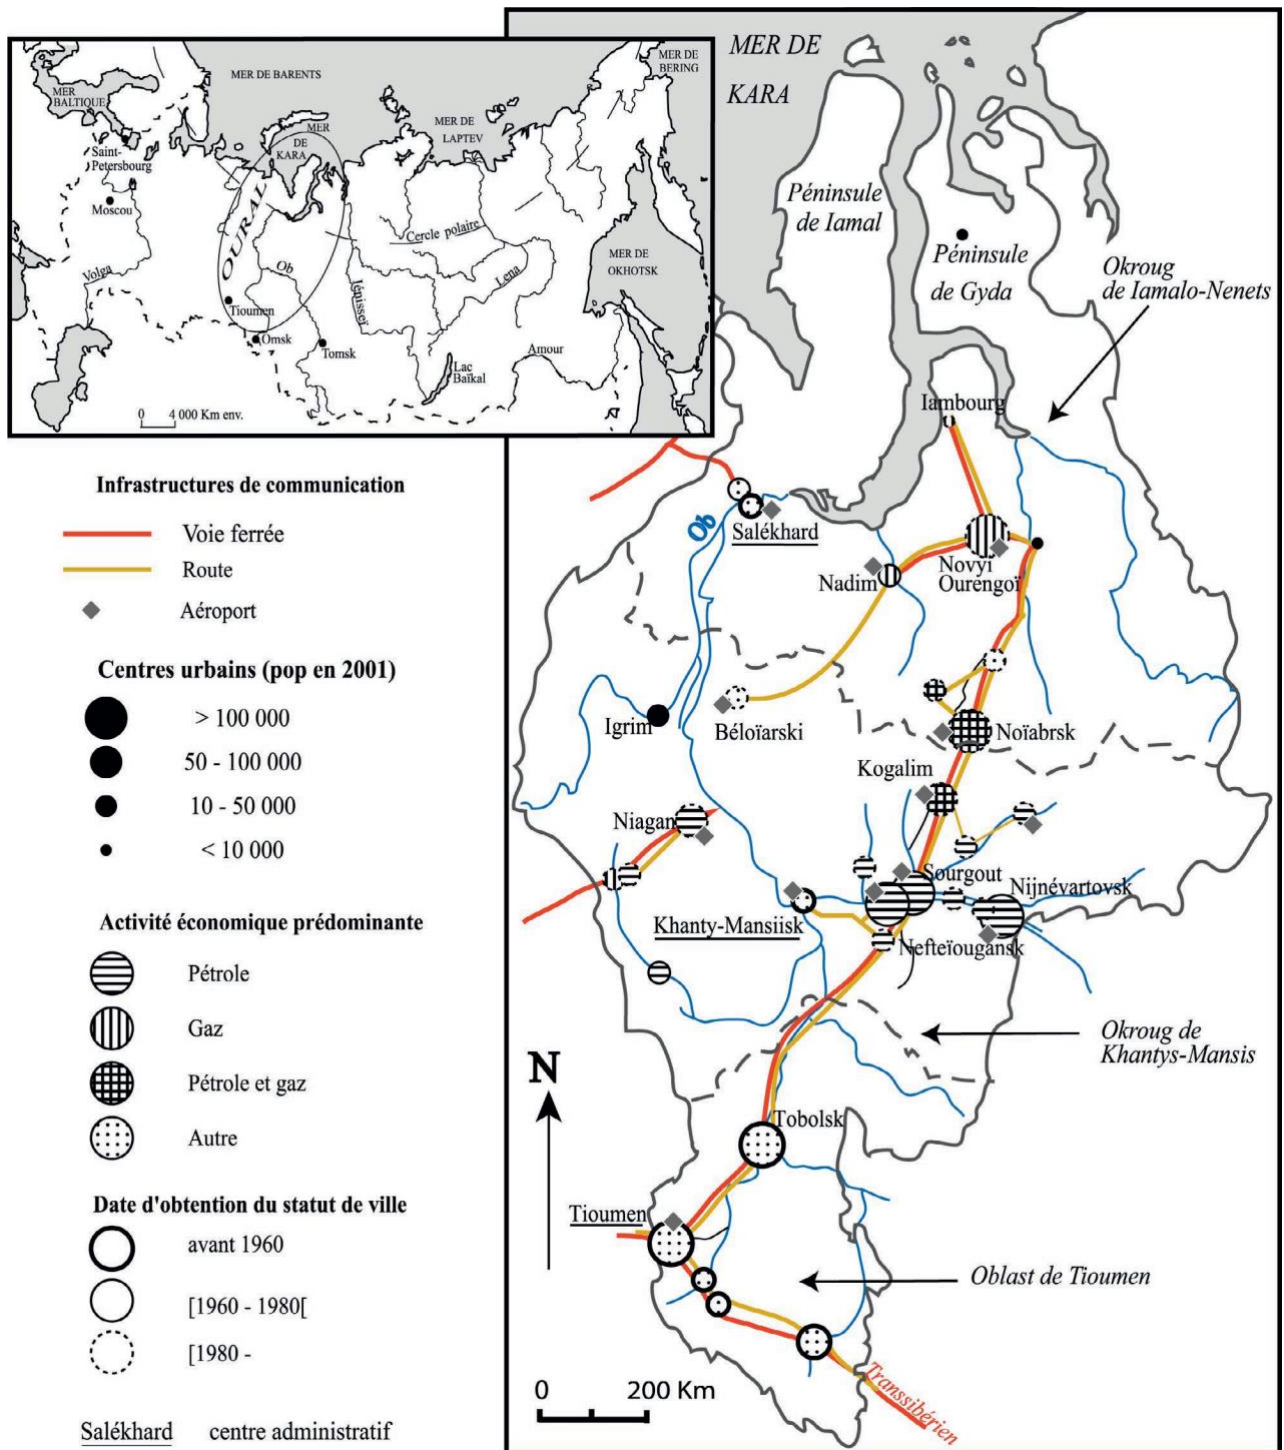 MER DE
KARA
MER DE BARENTS
MER DE
BERING
MER
BALTIQUE
MER
DE
KARA
MER DE
LAPTEV
Saint-
Petersbourg
Moscou
OURAL
Cercle polaire
MER DE
OKHOTSK
Volga
Ob
Iénisseï
Lena
Tioumen
Omsk
Tomsk
Lac
Baïkal
Amour
0 4 000 Km env.
Péninsule
de Iamal
Péninsule
de Gyda
Okroug
de Iamalo-Nenets
Iambourg
Ob
Salékhard
Nadim
Novyï
Ourengoï
Igrim
Béloïarski
Noïabrsk
Kogalim
Niagan
Sourgout
Nijnévartovsk
Khanty-Mansiisk
Nefteïougansk
Okroug de
Khantys-Mansis
N
Tobolsk
Tioumen
Oblast de Tioumen
Transsibérien
0 200 Km
Infrastructures de communication
Voie ferrée
Route
Aéroport
Centres urbains (pop en 2001)
> 100 000
50 - 100 000
10 - 50 000
< 10 000
Activité économique prédominante
Pétrole
Gaz
Pétrole et gaz
Autre
Date d'obtention du statut de ville
avant 1960
[1960 - 1980[
[1980 -
Salékhard centre administratif